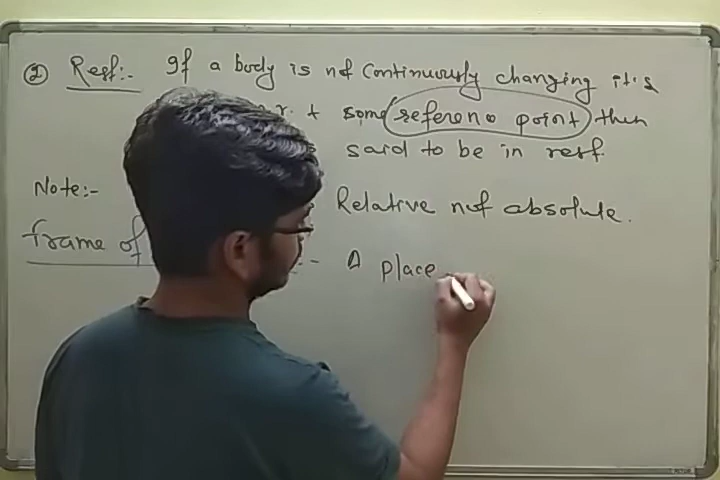 ② Rest:- If a body is not continuously changing it's
w.r.t some reference point then
said to be in rest.
Note:- Relative not absolute.
frame of :- A place